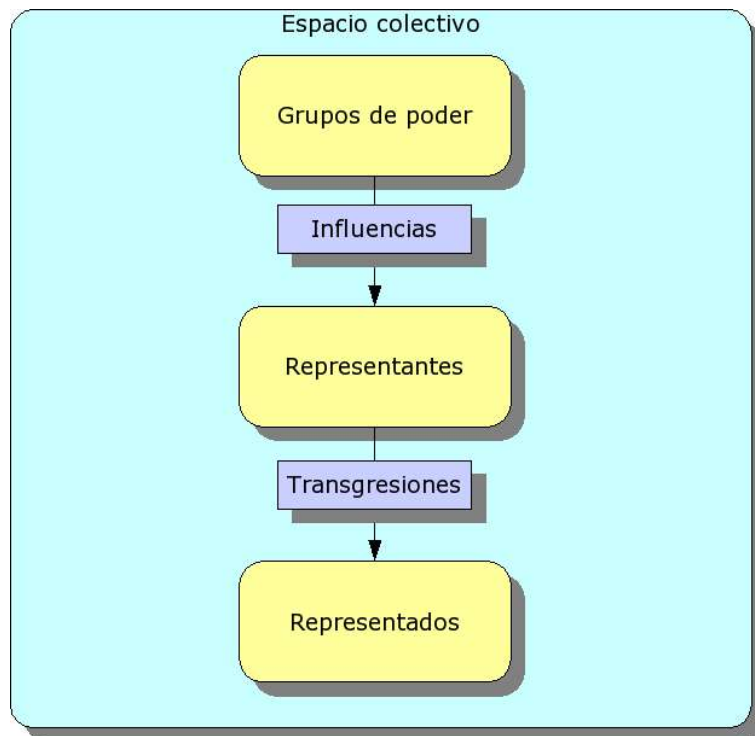 Espacio colectivo
Grupos de poder
Influencias
Representantes
Transgresiones
Representados